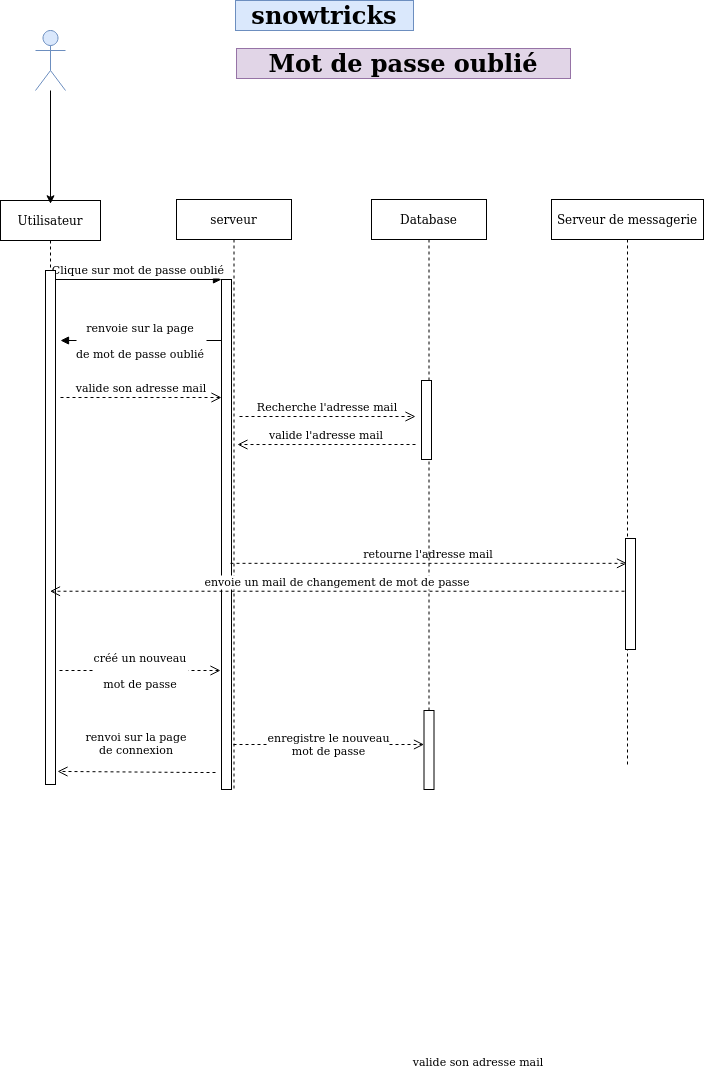 snowtricks
Mot de passe oublié
Utilisateur
serveur
Database
Serveur de messagerie
Clique sur mot de passe oublié
renvoie sur la page
de mot de passe oublié
valide son adresse mail
Recherche l'adresse mail
valide l'adresse mail
retourne l'adresse mail
envoie un mail de changement de mot de passe
créé un nouveau
mot de passe
renvoi sur la page
de connexion
enregistre le nouveau
mot de passe
valide son adresse mail